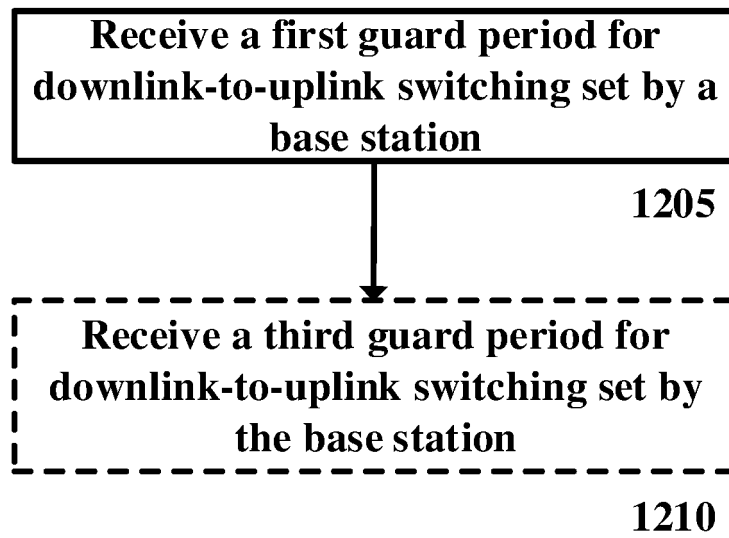 Receive a first guard period for
downlink-to-uplink switching set by a
base station
1205
Receive a third guard period for
downlink-to-uplink switching set by
the base station
1210